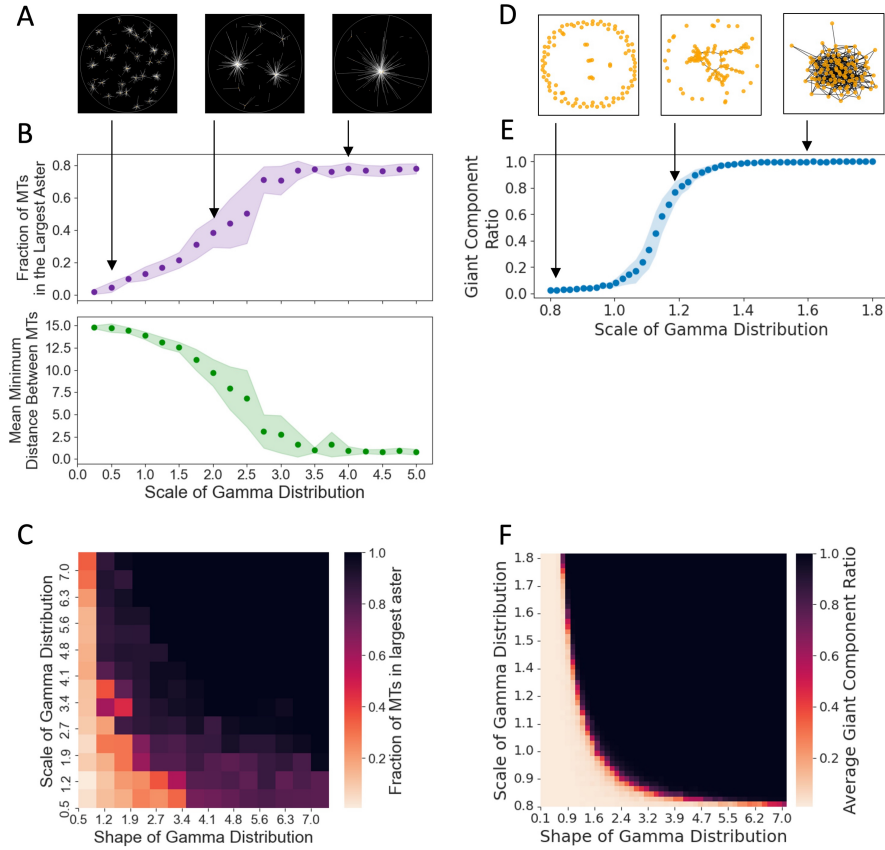 A
D
B
E
Fraction of MTs
in the Largest Aster
0.8
0.6
0.4
0.2
0.0
Mean Minimum
Distance Between MTs
15.0
12.5
10.0
7.5
5.0
2.5
0.0
0.0 0.5 1.0 1.5 2.0 2.5 3.0 3.5 4.0 4.5 5.0
Scale of Gamma Distribution
Giant Component
Ratio
1.0
0.8
0.6
0.4
0.2
0.0
0.8 1.0 1.2 1.4 1.6 1.8
Scale of Gamma Distribution
C
Scale of Gamma Distribution
7.0
6.3
5.6
4.8
4.1
3.4
2.7
1.9
1.2
0.5
0.5 1.2 1.9 2.7 3.4 4.1 4.8 5.5 6.3 7.0
Shape of Gamma Distribution
1.0
0.8
0.6
0.4
0.2
Fraction of MTs in largest aster
F
Scale of Gamma Distribution
1.8
1.7
1.6
1.5
1.4
1.2
1.1
1.0
0.9
0.8
0.1 0.9 1.6 2.4 3.2 3.9 4.7 5.5 6.2 7.0
Shape of Gamma Distribution
1.0
0.8
0.6
0.4
0.2
Average Giant Component Ratio